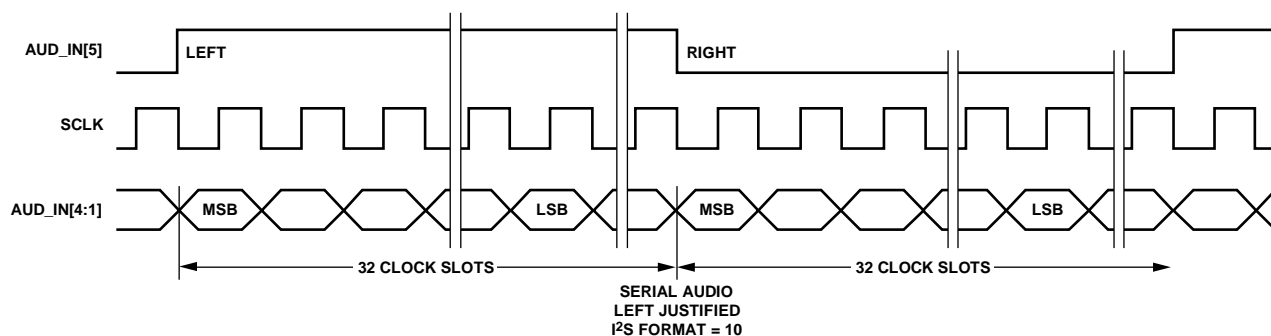 AUD_IN[5]
LEFT
RIGHT
SCLK
AUD_IN[4:1]
MSB
LSB
MSB
LSB
32 CLOCK SLOTS
32 CLOCK SLOTS
SERIAL AUDIO
LEFT JUSTIFIED
I²S FORMAT = 10